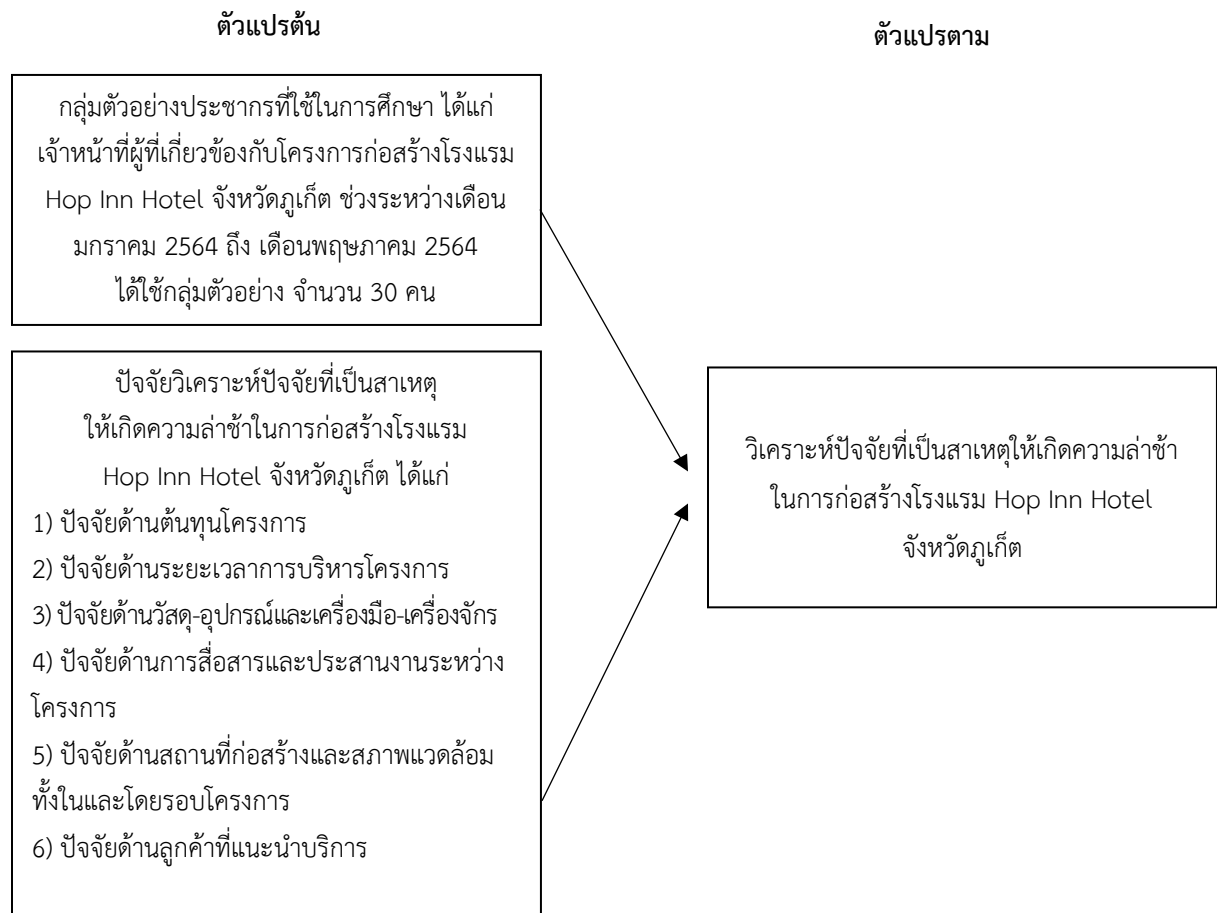 ตัวแปรต้น
ตัวแปรตาม
กลุ่มตัวอย่างประชากรที่ใช้ในการศึกษา ได้แก่
เจ้าหน้าที่ผู้ที่เกี่ยวข้องกับโครงการก่อสร้างโรงแรม
Hop Inn Hotel จังหวัดภูเก็ต ช่วงระหว่างเดือน
มกราคม 2564 ถึง เดือนพฤษภาคม 2564
ได้ใช้กลุ่มตัวอย่าง จำนวน 30 คน
ปัจจัยวิเคราะห์ปัจจัยที่เป็นสาเหตุ
ให้เกิดความล่าช้าในการก่อสร้างโรงแรม
Hop Inn Hotel จังหวัดภูเก็ต ได้แก่
1) ปัจจัยด้านต้นทุนโครงการ
2) ปัจจัยด้านระยะเวลาการบริหารโครงการ
3) ปัจจัยด้านวัสดุ-อุปกรณ์และเครื่องมือ-เครื่องจักร
4) ปัจจัยด้านการสื่อสารและประสานงานระหว่าง
โครงการ
5) ปัจจัยด้านสถานที่ก่อสร้างและสภาพแวดล้อม
ทั้งในและโดยรอบโครงการ
6) ปัจจัยด้านลูกค้าที่แนะนำบริการ
วิเคราะห์ปัจจัยที่เป็นสาเหตุให้เกิดความล่าช้า
ในการก่อสร้างโรงแรม Hop Inn Hotel
จังหวัดภูเก็ต